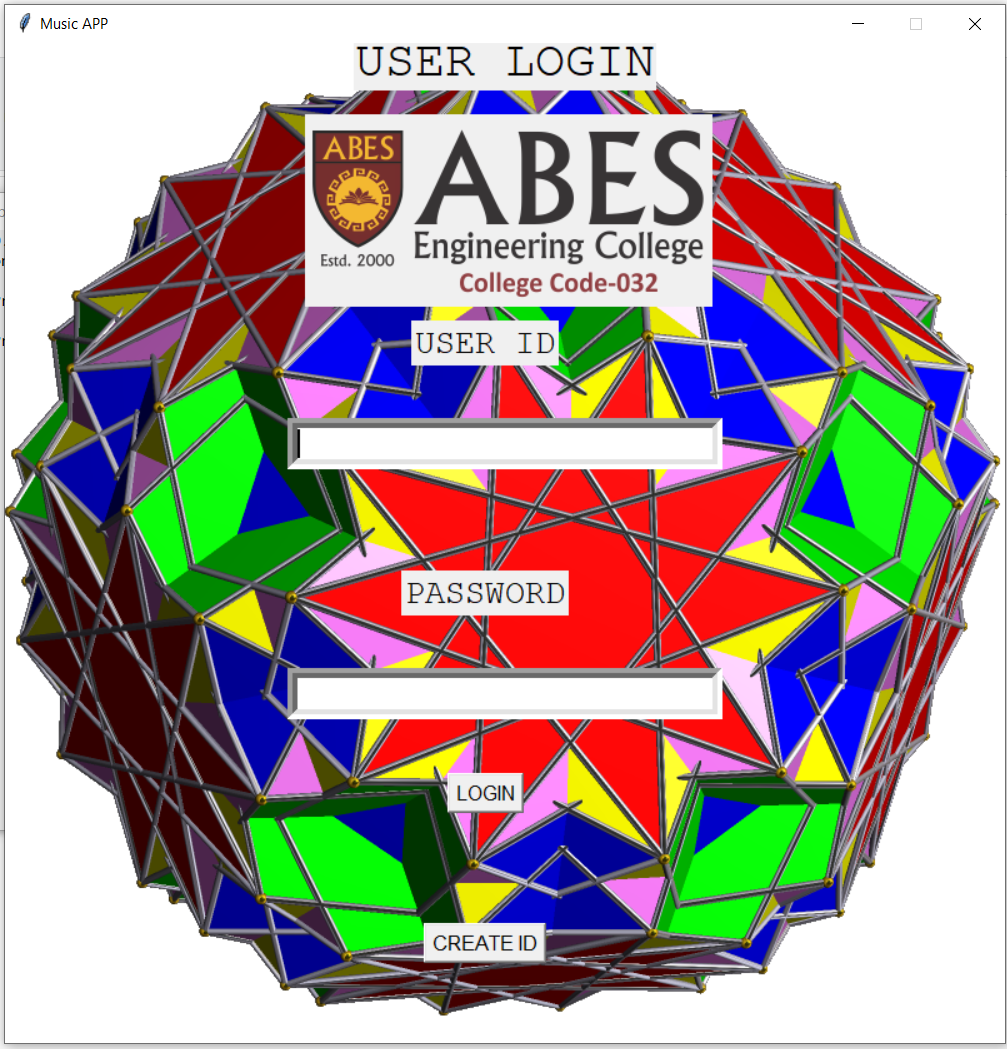 Music APP
USER LOGIN
ABES
ABES
Engineering College
Estd. 2000
College Code-032
USER ID
PASSWORD
LOGIN
CREATE ID